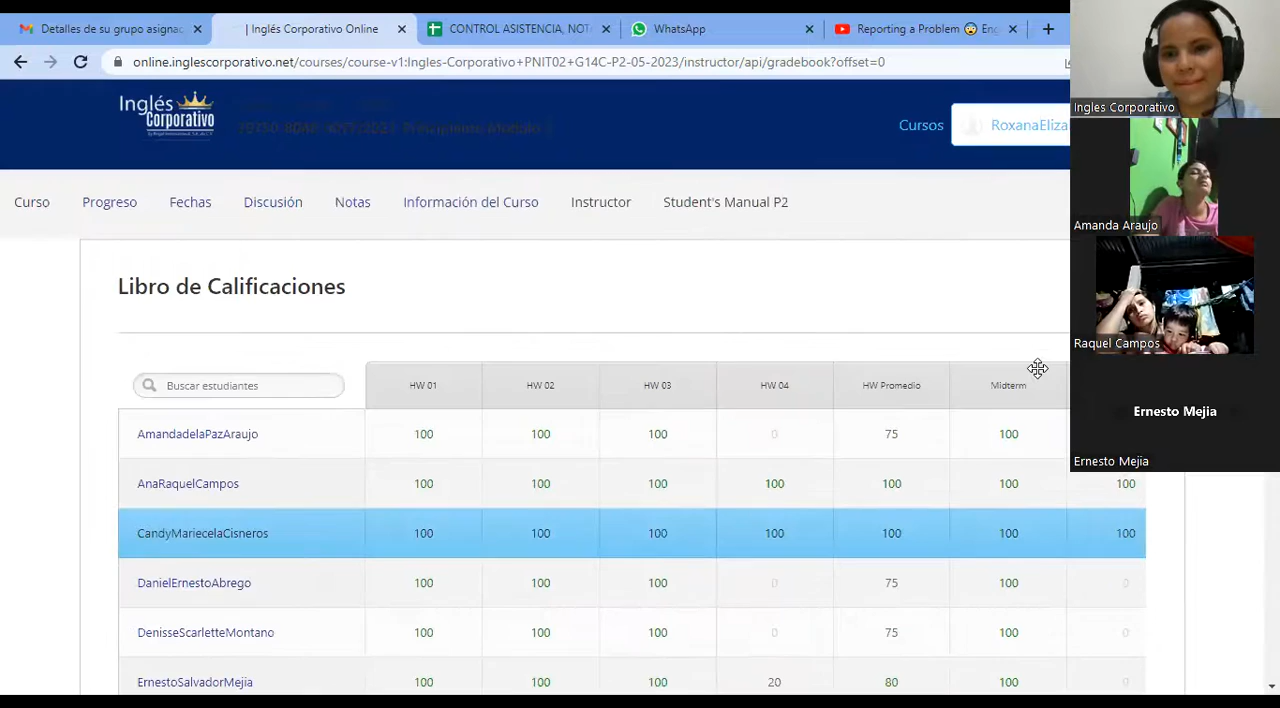 Detalles de su grupo asignac
| Inglés Corporativo Online
CONTROL ASISTENCIA, NOT
WhatsApp
Reporting a Problem 😨 Eng
online.inglescorporativo.net/courses/course-v1:Ingles-Corporativo+PNIT02+G14C-P2-05-2023/instructor/api/gradebook?offset=0
Inglés
Corporativo
Cursos
RoxanaEliza
Curso
Progreso
Fechas
Discusión
Notas
Información del Curso
Instructor
Student's Manual P2
Libro de Calificaciones
Buscar estudiantes HW 01 HW 02 HW 03 HW 04 HW Promedio Midterm
AmandadelaPazAraujo 100 100 100 0 75 100
AnaRaquelCampos 100 100 100 100 100 100 100
CandyMariecelaCisneros 100 100 100 100 100 100 100
DanielErnestoAbrego 100 100 100 0 75 100 0
DenisseScarletteMontano 100 100 100 0 75 100 0
ErnestoSalvadorMejia 100 100 100 20 80 100 0
Ingles Corporativo
Amanda Araujo
Raquel Campos
Ernesto Mejia
Ernesto Mejia